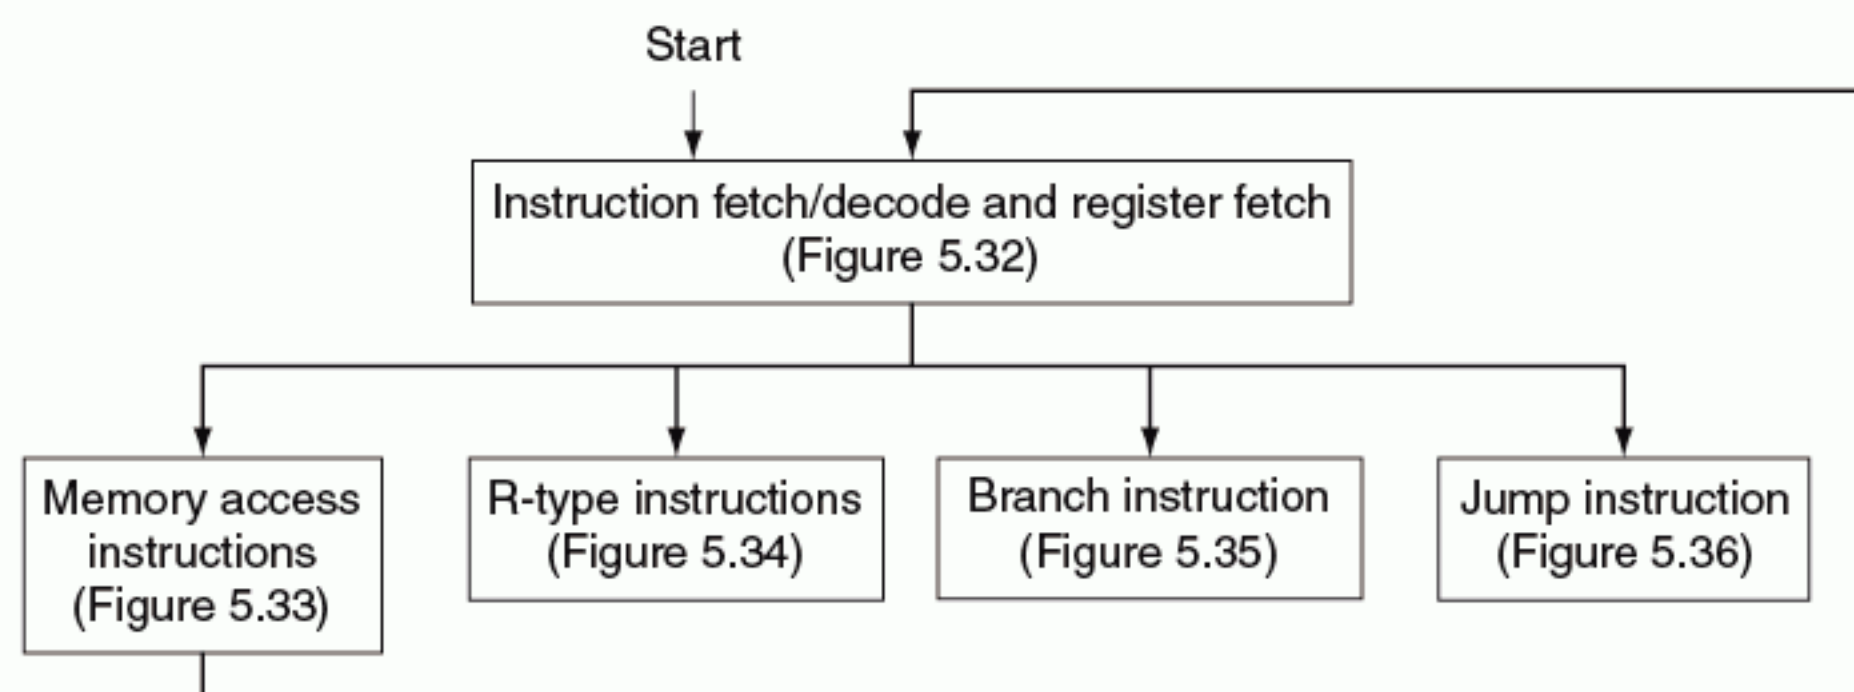 Start
Instruction fetch/decode and register fetch
(Figure 5.32)
Memory access
instructions
(Figure 5.33)
R-type instructions
(Figure 5.34)
Branch instruction
(Figure 5.35)
Jump instruction
(Figure 5.36)